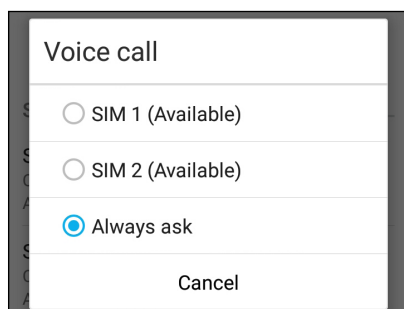 Voice call
SIM 1 (Available)
SIM 2 (Available)
Always ask
Cancel